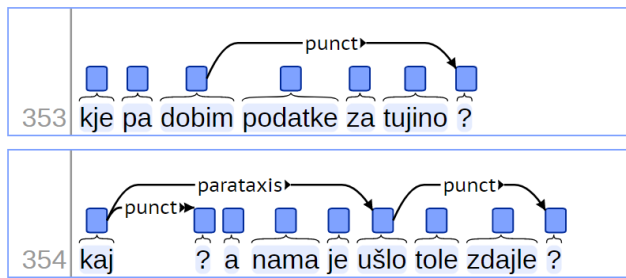 punct
353 kje pa dobim podatke za tujino ?
parataxis punct
punct
354 kaj ? a nama je ušlo tole zdajle ?